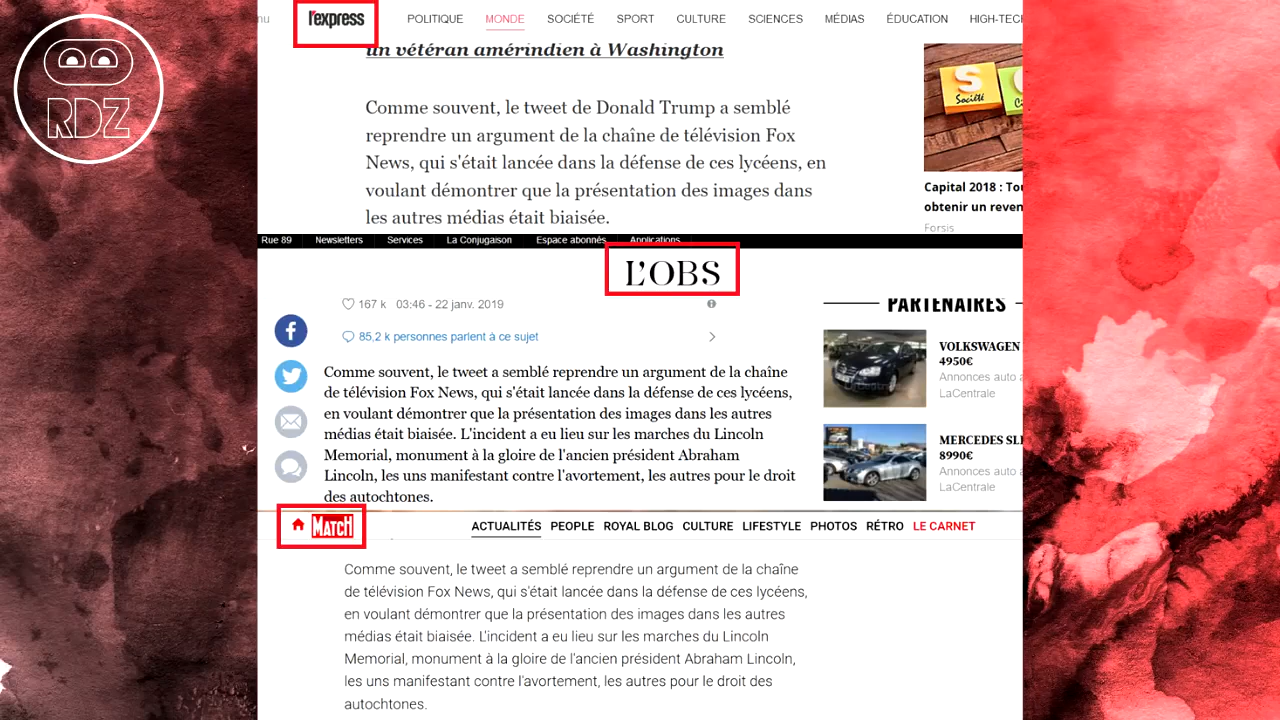 RDZ
nu
l'express
POLITIQUE MONDE SOCIÉTÉ SPORT CULTURE SCIENCES MÉDIAS ÉDUCATION HIGH-TECH
un vétéran amérindien à Washington
Comme souvent, le tweet de Donald Trump a semblé
reprendre un argument de la chaîne de télévision Fox
News, qui s'était lancée dans la défense de ces lycéens, en
voulant démontrer que la présentation des images dans
les autres médias était biaisée.
S
Société
Capital 2018 : Tou
obtenir un reven
Forsis
Rue 89 Newsletters Services La Conjugaison Espace abonnés Applications
L'OBS
167 k 03:46 - 22 janv. 2019
85,2 k personnes parlent à ce sujet
Comme souvent, le tweet a semblé reprendre un argument de la chaîne
de télévision Fox News, qui s'était lancée dans la défense de ces lycéens,
en voulant démontrer que la présentation des images dans les autres
médias était biaisée. L'incident a eu lieu sur les marches du Lincoln
Memorial, monument à la gloire de l'ancien président Abraham
Lincoln, les uns manifestant contre l'avortement, les autres pour le droit
des autochtones.
PARTENAIRES
VOLKSWAGEN
4950€
Annonces auto a
LaCentrale
MERCEDES SL
8990€
Annonces auto a
LaCentrale
MATCH
ACTUALITÉS PEOPLE ROYAL BLOG CULTURE LIFESTYLE PHOTOS RÉTRO LE CARNET
Comme souvent, le tweet a semblé reprendre un argument de la chaîne
de télévision Fox News, qui s'était lancée dans la défense de ces lycéens,
en voulant démontrer que la présentation des images dans les autres
médias était biaisée. L'incident a eu lieu sur les marches du Lincoln
Memorial, monument à la gloire de l'ancien président Abraham Lincoln,
les uns manifestant contre l'avortement, les autres pour le droit des
autochtones.